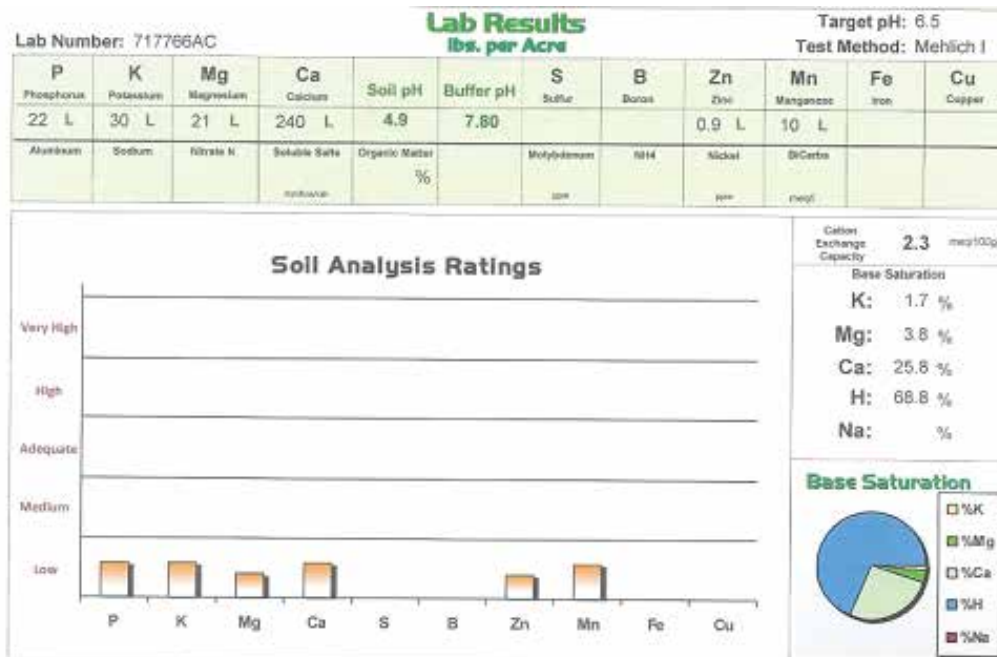 Lab Results
lbs. per Acre
Lab Number: 717766AC
Target pH: 6.5
Test Method: Mehlich I
P K Mg Ca Soil pH Buffer pH S B Zn Mn Fe Cu
Phosphorus Potassium Magnesium Calcium Sulfur Boron Zinc Manganese Iron Copper
22 L 30 L 21 L 240 L 4.9 7.80 0.9 L 10 L
Aluminum Sodium Nitrate N Soluble Salts Organic Matter Molybdenum NH4 Nickel BiCarbs
%
ppm ppm meq/l
Soil Analysis Ratings
Very High
High
Adequate
Medium
Low
P K Mg Ca S B Zn Mn Fe Cu
Cation
Exchange
Capacity
2.3 meq/100g
Base Saturation
K: 1.7 %
Mg: 3.8 %
Ca: 25.8 %
H: 68.8 %
Na: %
Base Saturation
%K
%Mg
%Ca
%H
%Na